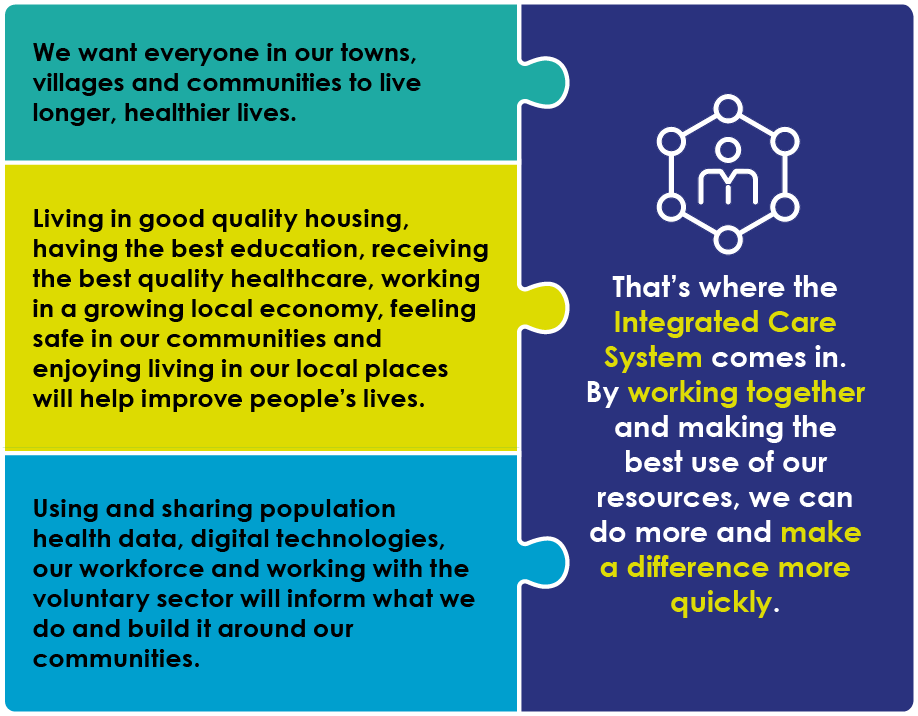 We want everyone in our towns,
villages and communities to live
longer, healthier lives.
Living in good quality housing,
having the best education, receiving
the best quality healthcare, working
in a growing local economy, feeling
safe in our communities and
enjoying living in our local places
will help improve people’s lives.
Using and sharing population
health data, digital technologies,
our workforce and working with the
voluntary sector will inform what we
do and build it around our
communities.
That’s where the
Integrated Care
System comes in.
By working together
and making the
best use of our
resources, we can
do more and make
a difference more
quickly.